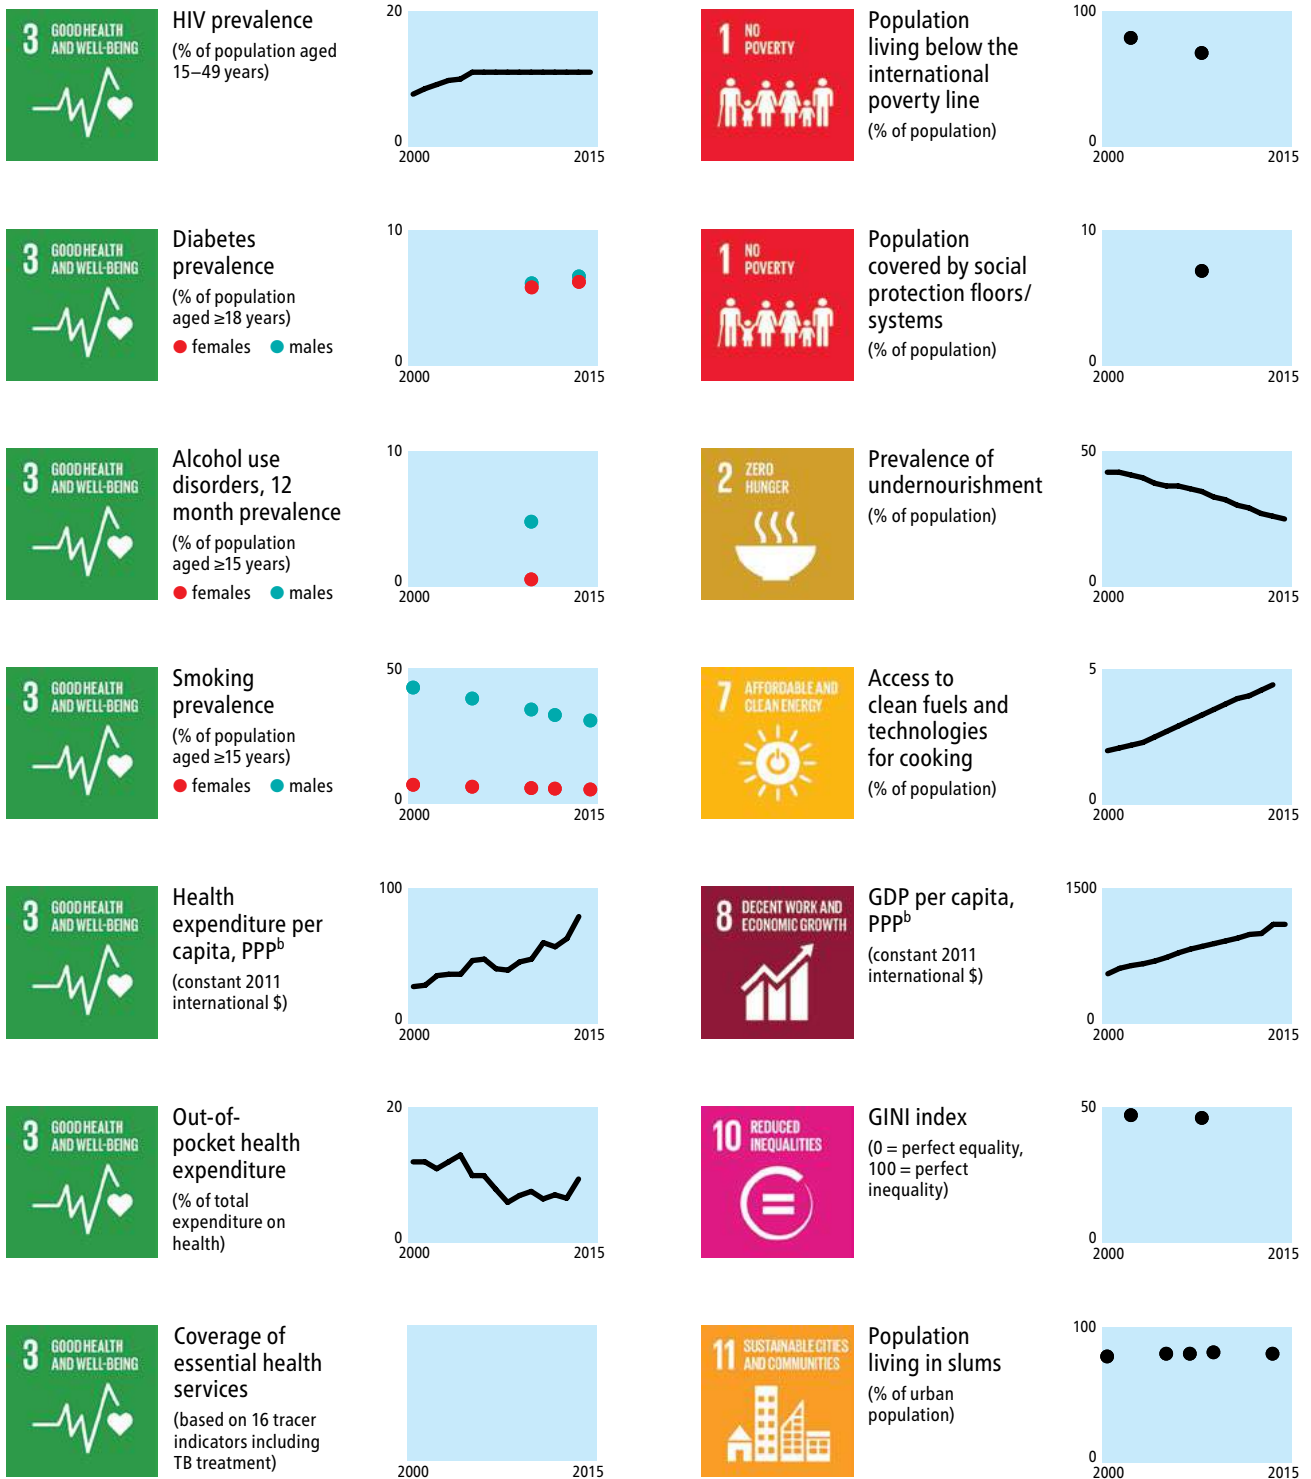 3 GOOD HEALTH
AND WELL-BEING
HIV prevalence
(% of population aged
15–49 years)
20
0
2000
2015
3 GOOD HEALTH
AND WELL-BEING
Diabetes
prevalence
(% of population
aged ≥18 years)
females males
10
0
2000
2015
3 GOOD HEALTH
AND WELL-BEING
Alcohol use
disorders, 12
month prevalence
(% of population
aged ≥15 years)
females males
10
0
2000
2015
3 GOOD HEALTH
AND WELL-BEING
Smoking
prevalence
(% of population
aged ≥15 years)
females males
50
0
2000
2015
3 GOOD HEALTH
AND WELL-BEING
Health
expenditure per
capita, PPPb
(constant 2011
international $)
100
0
2000
2015
3 GOOD HEALTH
AND WELL-BEING
Out-of-
pocket health
expenditure
(% of total
expenditure on
health)
20
0
2000
2015
3 GOOD HEALTH
AND WELL-BEING
Coverage of
essential health
services
(based on 16 tracer
indicators including
TB treatment)
2000
2015
1 NO
POVERTY
Population
living below the
international
poverty line
(% of population)
100
0
2000
2015
1 NO
POVERTY
Population
covered by social
protection floors/
systems
(% of population)
10
0
2000
2015
2 ZERO
HUNGER
Prevalence of
undernourishment
(% of population)
50
0
2000
2015
7 AFFORDABLE AND
CLEAN ENERGY
Access to
clean fuels and
technologies
for cooking
(% of population)
5
0
2000
2015
8 DECENT WORK AND
ECONOMIC GROWTH
GDP per capita,
PPPb
(constant 2011
international $)
1500
0
2000
2015
10 REDUCED
INEQUALITIES
GINI index
(0 = perfect equality,
100 = perfect
inequality)
50
0
2000
2015
11 SUSTAINABLE CITIES
AND COMMUNITIES
Population
living in slums
(% of urban
population)
100
0
2000
2015